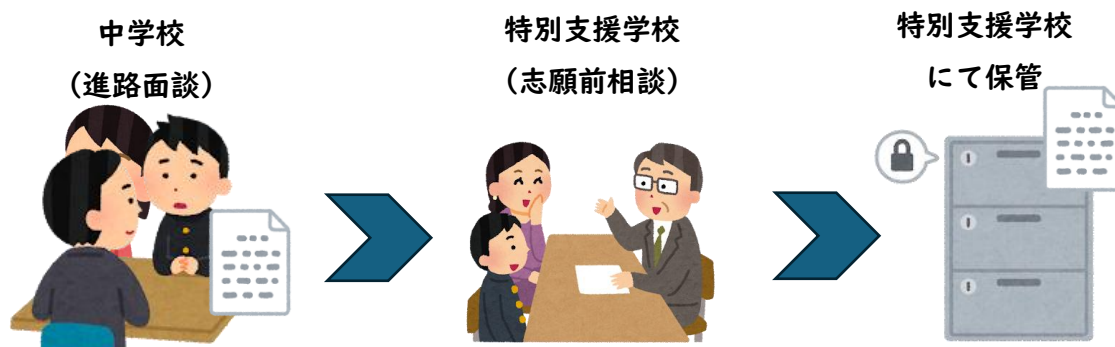 中学校
（進路面談）
特別支援学校
（志願前相談）
特別支援学校
にて保管